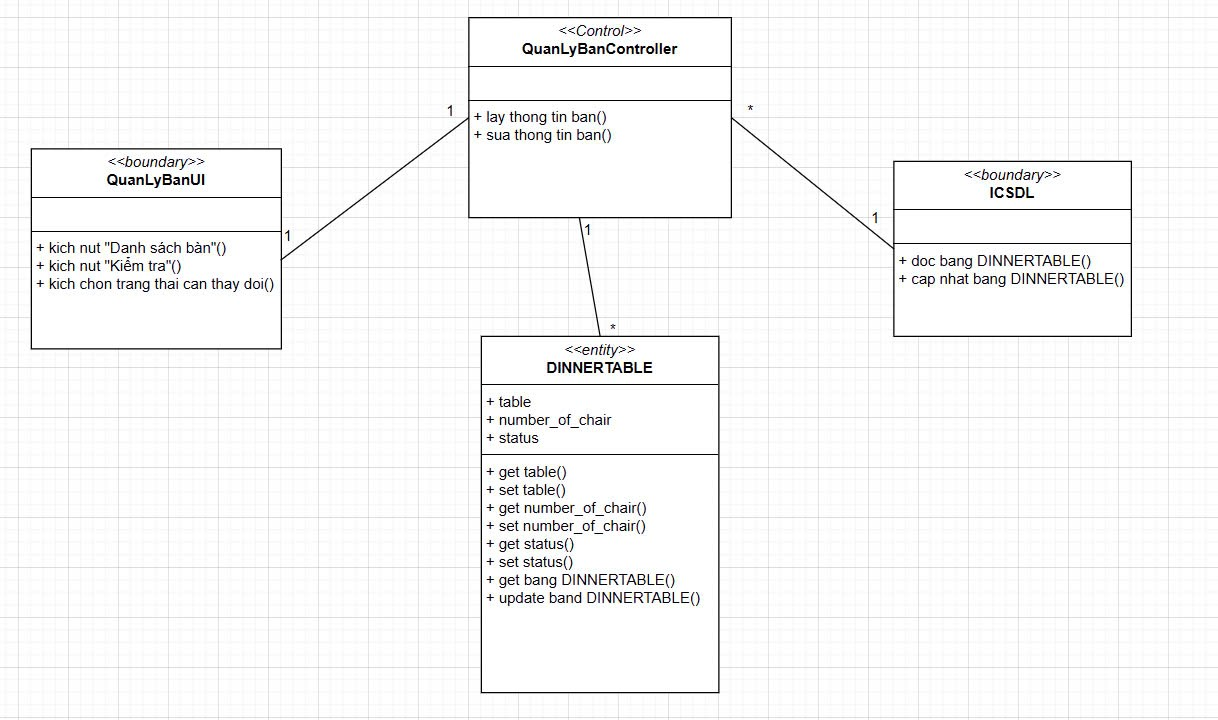 <<Control>>
QuanLyBanController
+ lay thong tin ban()
+ sua thong tin ban()
1
*
<<boundary>>
QuanLyBanUI
+ kich nut "Danh sách bàn"()
+ kich nut "Kiểm tra"()
+ kich chon trang thai can thay doi()
1
<<boundary>>
ICSDL
+ doc bang DINNERTABLE()
+ cap nhat bang DINNERTABLE()
1
1
*
<<entity>>
DINNERTABLE
+ table
+ number_of_chair
+ status
+ get table()
+ set table()
+ get number_of_chair()
+ set number_of_chair()
+ get status()
+ set status()
+ get bang DINNERTABLE()
+ update band DINNERTABLE()